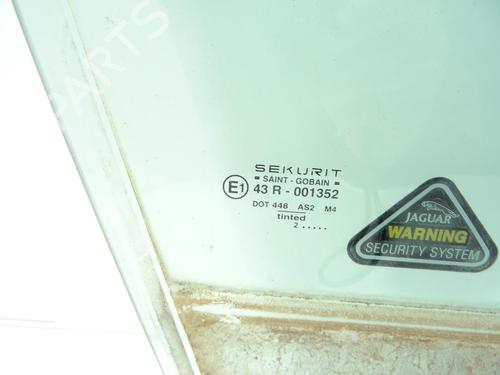 SEKURIT
SAINT - GOBAIN
E1 43 R - 001352
DOT 448 AS2 M4
tinted
2 .....
JAGUAR
WARNING
SECURITY SYSTEM